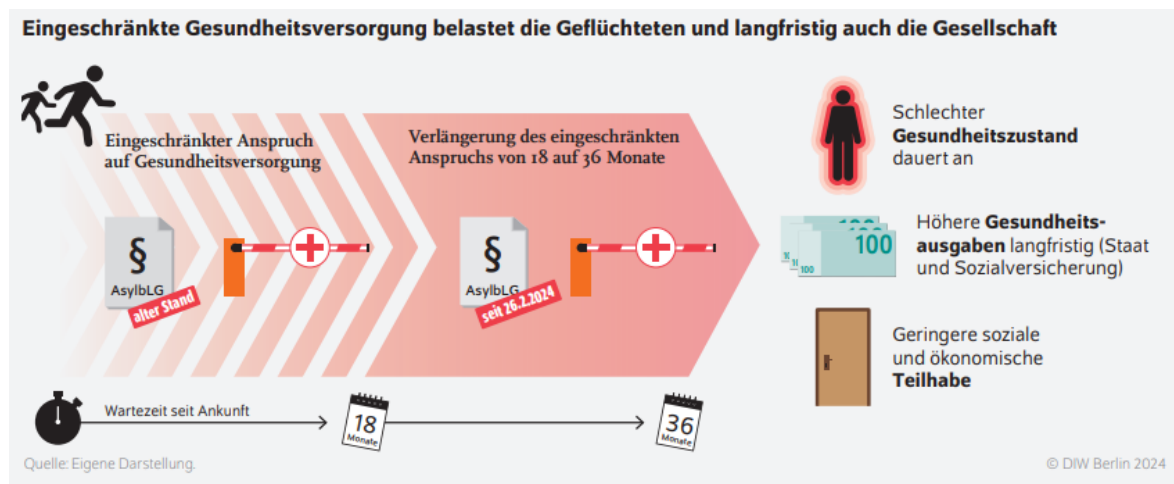 Eingeschränkte Gesundheitsversorgung belastet die Geflüchteten und langfristig auch die Gesellschaft
Eingeschränkter Anspruch
auf Gesundheitsversorgung
§
AsylbLG
alter Stand
Verlängerung des eingeschränkten
Anspruchs von 18 auf 36 Monate
§
AsylbLG
seit 26.2.2024
Schlechter
Gesundheitszustand
dauert an
100
100
100
Höhere Gesundheits-
ausgaben langfristig (Staat
und Sozialversicherung)
Geringere soziale
und ökonomische
Teilhabe
Wartezeit seit Ankunft
18
Monate
36
Monate
Quelle: Eigene Darstellung.
© DIW Berlin 2024